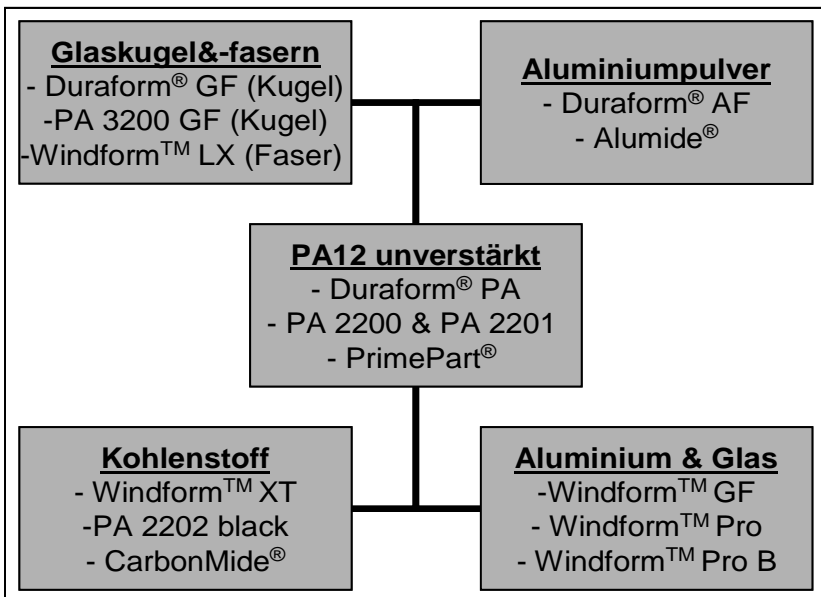 Glaskugel&-fasern
- Duraform® GF (Kugel)
-PA 3200 GF (Kugel)
-Windform™ LX (Faser)
Aluminiumpulver
- Duraform® AF
- Alumide®
PA12 unverstärkt
- Duraform® PA
- PA 2200 & PA 2201
- PrimePart®
Kohlenstoff
- Windform™ XT
-PA 2202 black
- CarbonMide®
Aluminium & Glas
-Windform™ GF
- Windform™ Pro
- Windform™ Pro B